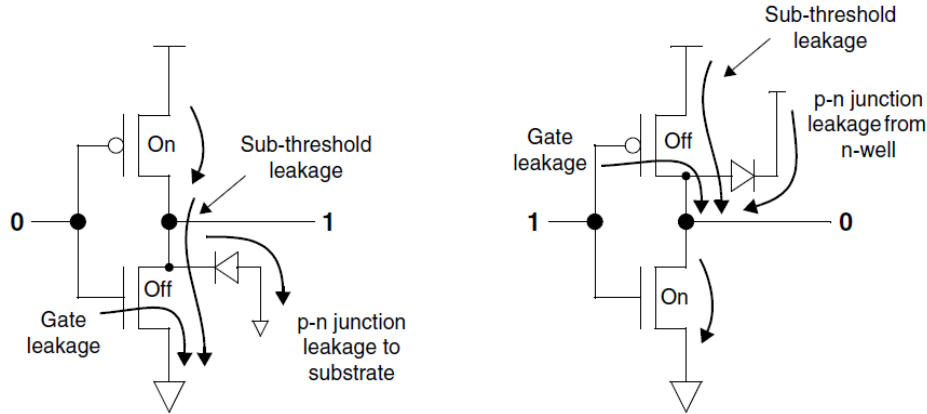 On
Sub-threshold
leakage
0
1
Off
Gate
leakage
p-n junction
leakage to
substrate
Sub-threshold
leakage
p-n junction
leakage from
n-well
Gate
leakage
Off
1
0
On